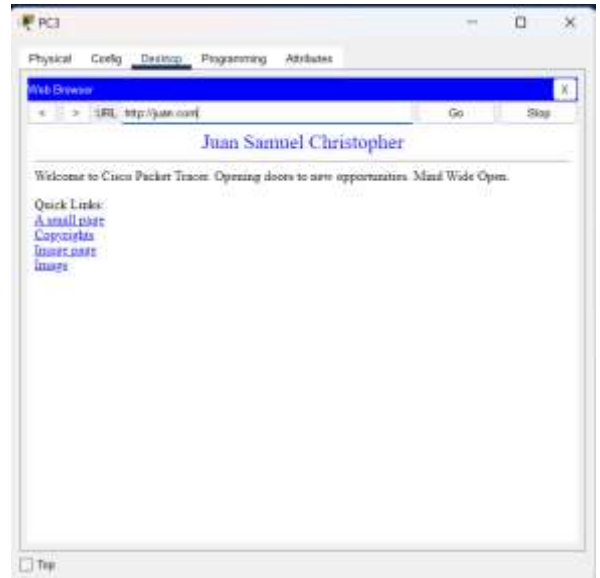 PC3
Physical Config Desktop Programming Attributes
Web Browser X
< > URL http://juan.com Go Stop
Juan Samuel Christopher
Welcome to Cisco Packet Tracer. Opening doors to new opportunities. Mind Wide Open.
Quick Links:
A small page
Copyrights
Image page
Image
Top